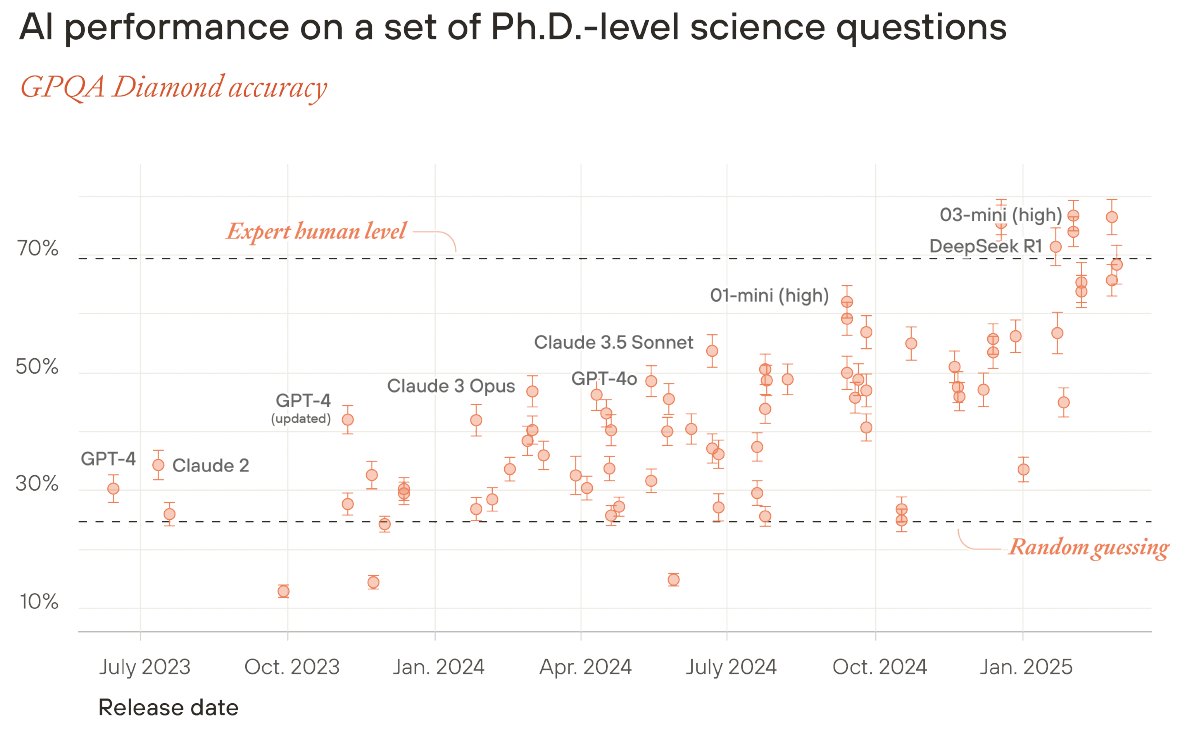 AI performance on a set of Ph.D.-level science questions
GPQA Diamond accuracy
Expert human level
03-mini (high)
70%
DeepSeek R1
01-mini (high)
Claude 3.5 Sonnet
50%
GPT-4o
Claude 3 Opus
GPT-4
(updated)
GPT-4
Claude 2
30%
Random guessing
10%
July 2023
Oct. 2023
Jan. 2024
Apr. 2024
July 2024
Oct. 2024
Jan. 2025
Release date